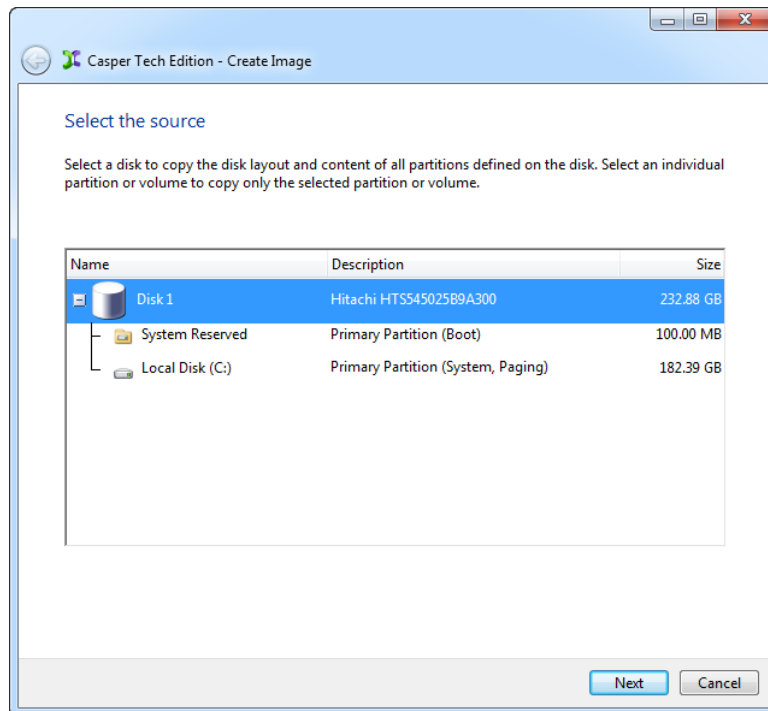 Casper Tech Edition - Create Image
Select the source
Select a disk to copy the disk layout and content of all partitions defined on the disk. Select an individual
partition or volume to copy only the selected partition or volume.
Name Description Size
Disk 1 Hitachi HTS545025B9A300 232.88 GB
System Reserved Primary Partition (Boot) 100.00 MB
Local Disk (C:) Primary Partition (System, Paging) 182.39 GB
Next Cancel